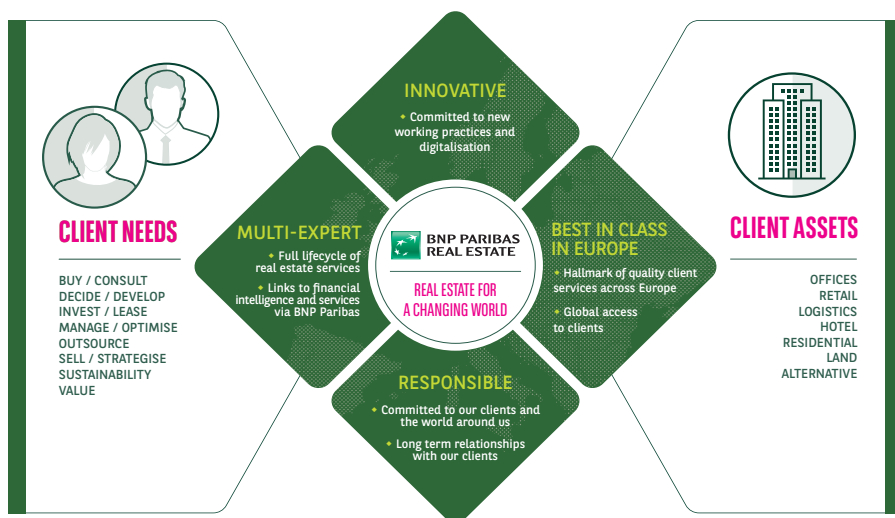 CLIENT NEEDS
BUY / CONSULT
DECIDE / DEVELOP
INVEST / LEASE
MANAGE / OPTIMISE
OUTSOURCE
SELL / STRATEGISE
SUSTAINABILITY
VALUE
INNOVATIVE
Committed to new
working practices and
digitalisation
MULTI-EXPERT
Full lifecycle of
real estate services
Links to financial
intelligence and services
via BNP Paribas
BNP PARIBAS
REAL ESTATE
REAL ESTATE FOR
A CHANGING WORLD
BEST IN CLASS
IN EUROPE
Hallmark of quality client
services across Europe
Global access
to clients
RESPONSIBLE
Committed to our clients and
the world around us
Long term relationships
with our clients
CLIENT ASSETS
OFFICES
RETAIL
LOGISTICS
HOTEL
RESIDENTIAL
LAND
ALTERNATIVE